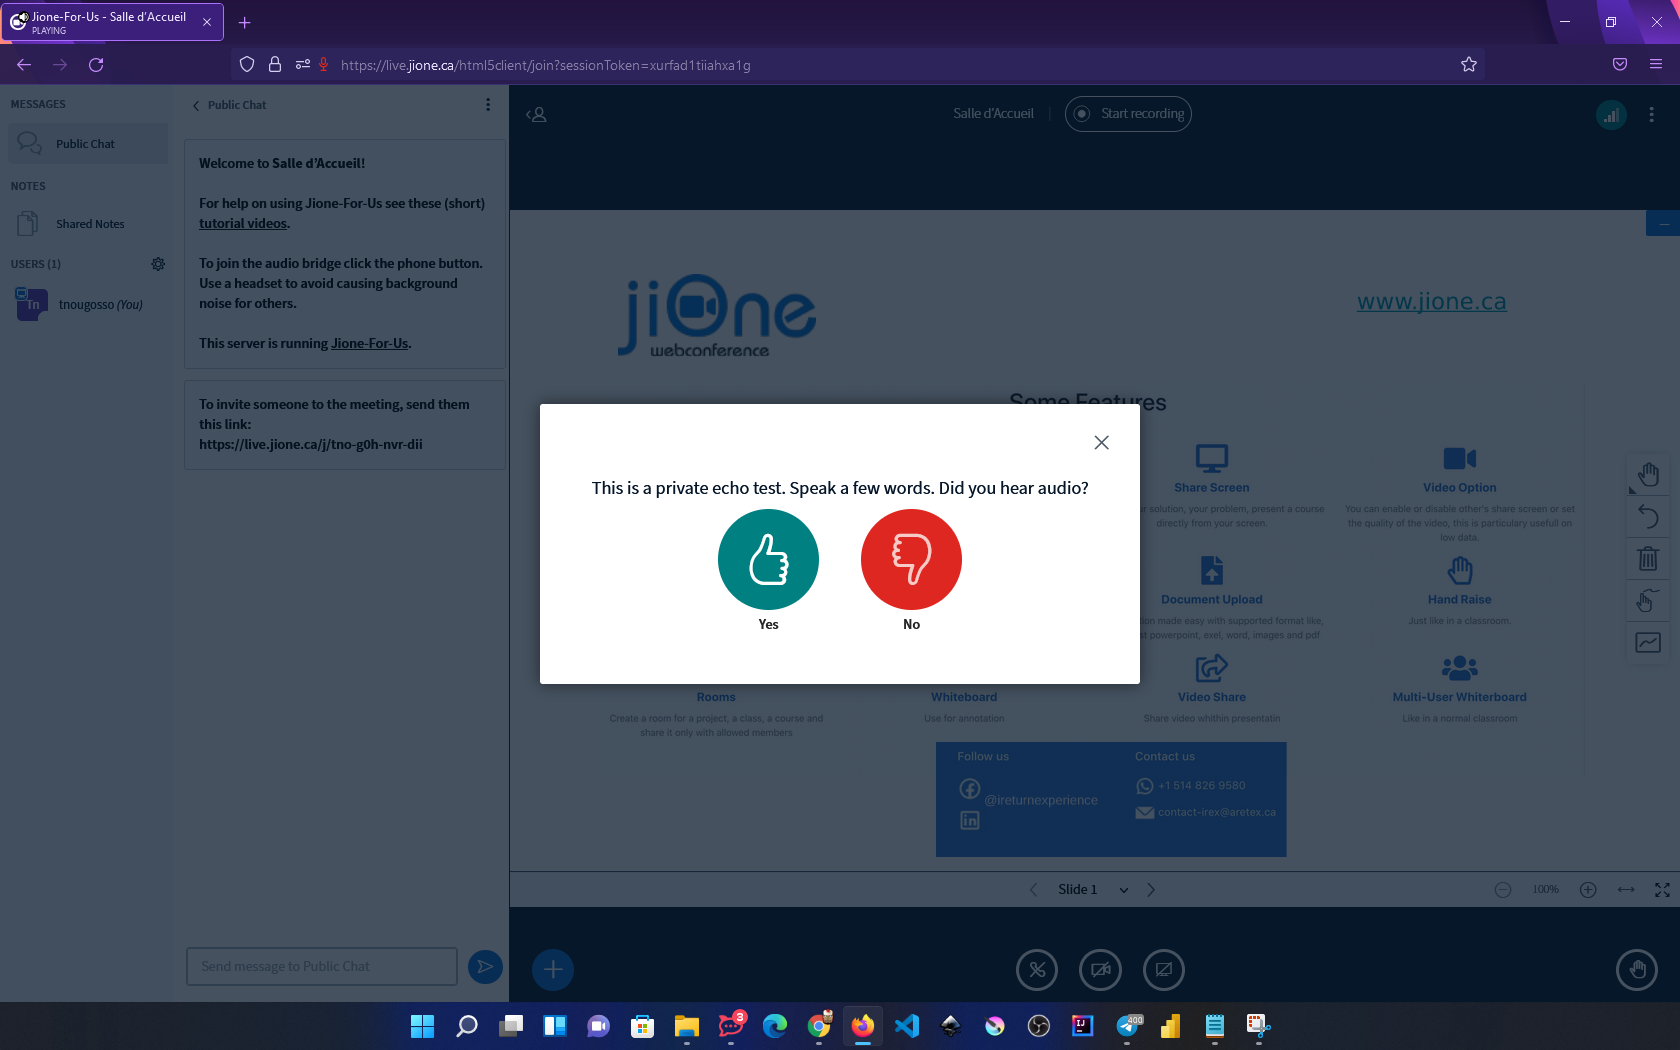 Jione-For-Us - Salle d'Accueil
PLAYING
https://live.jione.ca/html5client/join?sessionToken=xurfad1tiiahxa1g
MESSAGES
Public Chat
NOTES
Shared Notes
USERS (1)
Tn
tnougosso (You)
Public Chat
Welcome to Salle d'Accueil!
For help on using Jione-For-Us see these (short)
tutorial videos.
To join the audio bridge click the phone button.
Use a headset to avoid causing background
noise for others.
This server is running Jione-For-Us.
To invite someone to the meeting, send them
this link:
https://live.jione.ca/j/tno-g0h-nvr-dii
Send message to Public Chat
Salle d'Accueil
Start recording
jiOne
webconference
www.jione.ca
Some Features
This is a private echo test. Speak a few words. Did you hear audio?
Yes
No
Share Screen
solution, your problem, present a course
directly from your screen.
Video Option
You can enable or disable other's share screen or set
the quality of the video, this is particulary usefull on
low data.
Document Upload
made easy with supported format like,
powerpoint, exel, word, images and pdf
Hand Raise
Just like in a classroom.
Rooms
Create a room for a project, a class, a course and
share it only with allowed members
Whiteboard
Use for annotation
Video Share
Share video whithin presentatin
Multi-User Whiterboard
Like in a normal classroom
Follow us
@ireturnexperience
Contact us
+1 514 826 9580
contact-irex@aretex.ca
Slide 1
100%
3
400